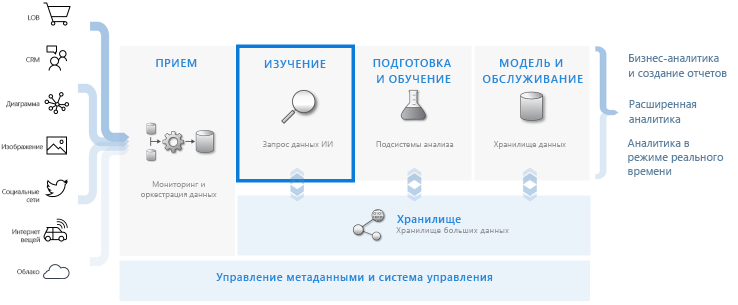 LOB
CRM
Диаграмма
Изображение
Социальные
сети
Интернет
вещей
Облако
ПРИЕМ
Мониторинг и
оркестрация данных
ИЗУЧЕНИЕ
Запрос данных ИИ
ПОДГОТОВКА
И ОБУЧЕНИЕ
Подсистемы анализа
МОДЕЛЬ И
ОБСЛУЖИВАНИЕ
Хранилище данных
Хранилище
Хранилище больших данных
Управление метаданными и система управления
Бизнес-аналитика
и создание отчетов
Расширенная
аналитика
Аналитика в
режиме реального
времени